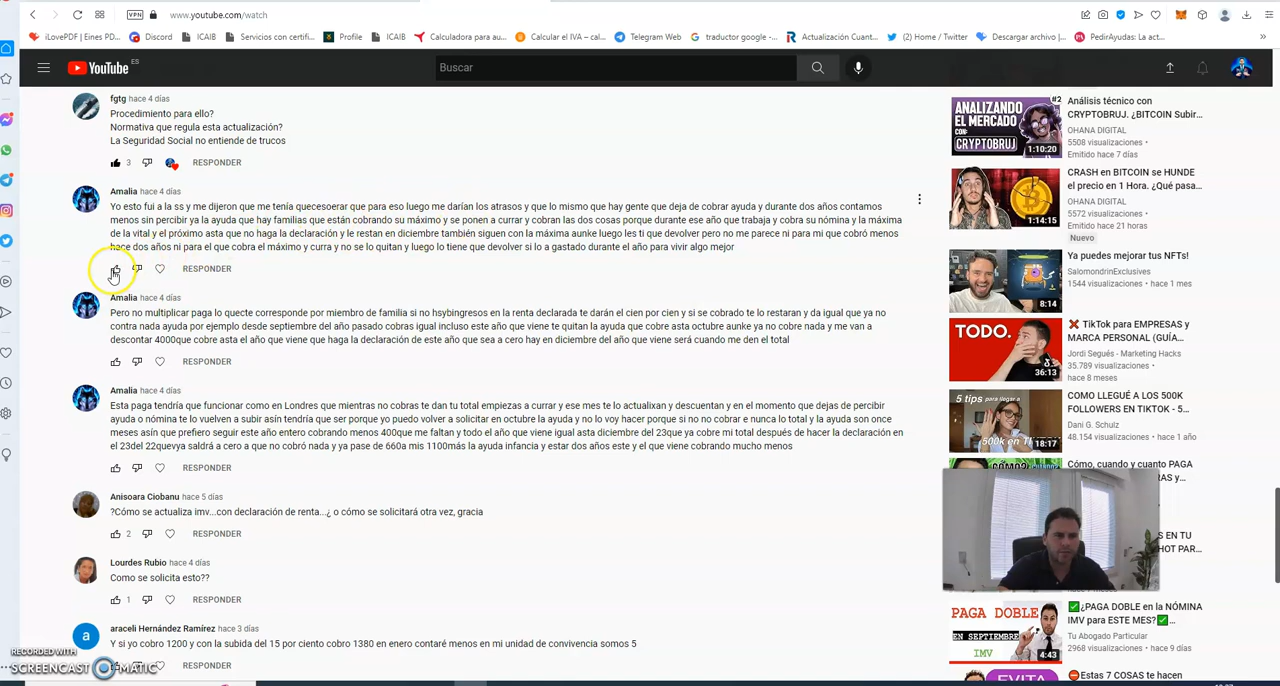 VPN
www.youtube.com/watch
iLovePDF | Eines PD...
Discord
ICAIB
Servicios con certific...
Profile
ICAIB
Calculadora para au...
Calcular el IVA – cal...
Telegram Web
traductor google -...
Actualización Cuant...
(2) Home / Twitter
Descargar archivo |...
PedirAyudas: La act...
YouTube ES
Buscar
fgtg hace 4 días
Procedimiento para ello?
Normativa que regula esta actualización?
La Seguridad Social no entiende de trucos
3
RESPONDER
Amalia hace 4 días
Yo esto fui a la ss y me dijeron que me tenía quecesoerar que para eso luego me darían los atrasos y que lo mismo que hay gente que deja de cobrar ayuda y durante dos años contamos
menos sin percibir ya la ayuda que hay familias que están cobrando su máximo y se ponen a currar y cobran las dos cosas porque durante ese año que trabaja y cobra su nómina y la máxima
de la vital y el próximo asta que no haga la declaración y le restan en diciembre también siguen con la máxima aunke luego les ti que devolver pero no me parece ni para mi que cobró menos
hace dos años ni para el que cobra el máximo y curra y no se lo quitan y luego lo tiene que devolver si lo a gastado durante el año para vivir algo mejor
RESPONDER
Amalia hace 4 días
Pero no multiplicar paga lo quecte corresponde por miembro de familia si no hsybingresos en la renta declarada te darán el cien por cien y si se cobrado te lo restaran y da igual que ya no
contra nada ayuda por ejemplo desde septiembre del año pasado cobras igual incluso este año que viene te quitan la ayuda que cobre asta octubre aunke ya no cobre nada y me van a
descontar 4000que cobre asta el año que viene que haga la declaración de este año que sea a cero hay en diciembre del año que viene será cuando me den el total
RESPONDER
Amalia hace 4 días
Esta paga tendría que funcionar como en Londres que mientras no cobras te dan tu total empiezas a currar y ese mes te lo actualixan y descuentan y en el momento que dejas de percibir
ayuda o nómina te lo vuelven a subir asín tendría que ser porque yo puedo volver a solicitar en octubre la ayuda y no lo voy hacer porque si no no cobrar e nunca lo total y la ayuda son once
meses asín que prefiero seguir este año entero cobrando menos 400que me faltan y todo el año que viene igual asta diciembre del 23que ya cobre mi total después de hacer la declaración en
el 23del 22quevya saldrá a cero a que no cobró nada y ya pase de 660a mis 1100más la ayuda infancia y estar dos años este y el que viene cobrando mucho menos
RESPONDER
Anisoara Ciobanu hace 5 días
?Cómo se actualiza imv...con declaración de renta...¿ o cómo se solicitará otra vez, gracia
2
RESPONDER
Lourdes Rubio hace 4 días
Como se solicita esto??
1
RESPONDER
a
araceli Hernández Ramírez hace 3 días
Y si yo cobro 1200 y con la subida del 15 por ciento cobro 1380 en enero contaré menos en mi unidad de convivencia somos 5
RESPONDER
RECORDED WITH
SCREENCAST MATIC
#2
ANALIZANDO
EL MERCADO
CON:
CRYPTOBRUJ
1:10:20
Análisis técnico con
CRYPTOBRUJ. ¿BITCOIN Subir...
OHANA DIGITAL
5508 visualizaciones •
Emitido hace 7 días
1:14:15
CRASH en BITCOIN se HUNDE
el precio en 1 Hora. ¿Qué pasa...
OHANA DIGITAL
5572 visualizaciones •
Emitido hace 21 horas
Nuevo
8:14
Ya puedes mejorar tus NFTs!
SalomondrinExclusives
1544 visualizaciones • hace 1 mes
TODO.
36:13
TikTok para EMPRESAS y
MARCA PERSONAL (GUÍA...
Jordi Segués - Marketing Hacks
35.789 visualizaciones •
hace 8 meses
5 tips para llegar a
500k en
18:17
COMO LLEGUÉ A LOS 500K
FOLLOWERS EN TIKTOK - 5...
Dani G. Schulz
48.154 visualizaciones • hace 1 año
Cómo, cuando y cuanto PAGA
PAGA DOBLE
EN SEPTIEMBRE
IMV
4:43
¿PAGA DOBLE en la NÓMINA
IMV para ESTE MES?
Tu Abogado Particular
2968 visualizaciones • hace 9 días
EVITA
Estas 7 COSAS te hacen